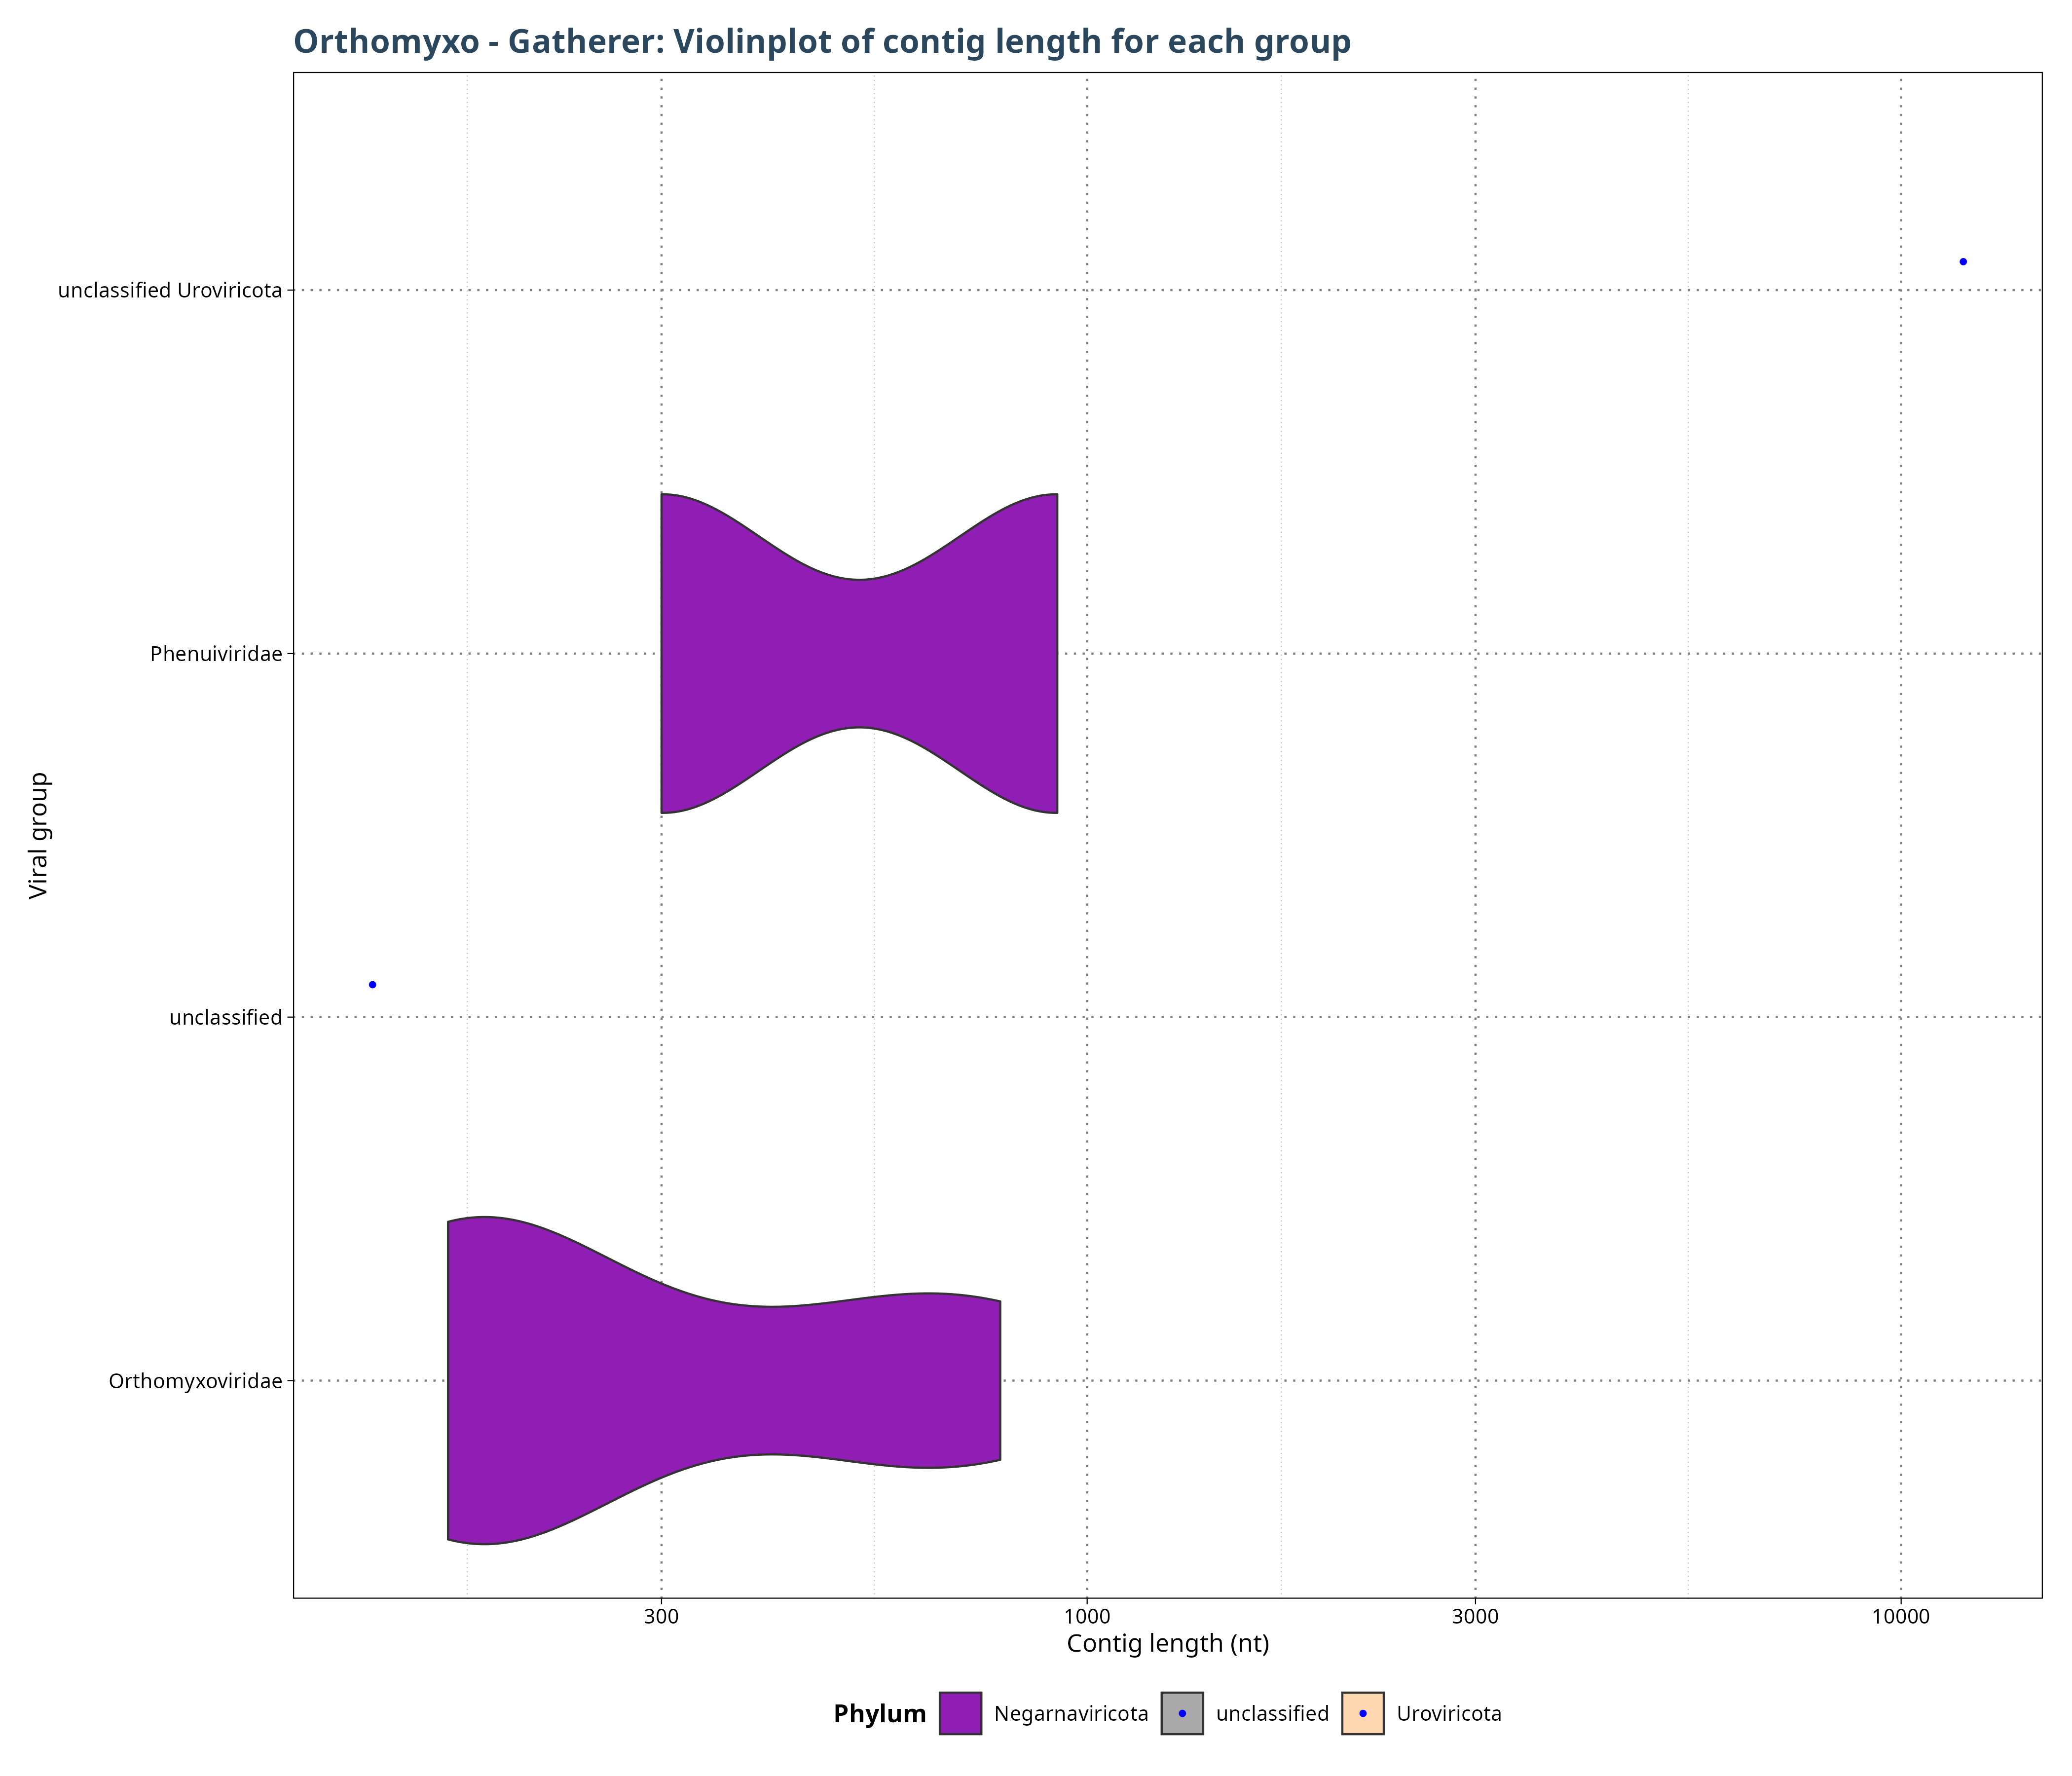 Orthomyxo - Gatherer: Violinplot of contig length for each group
unclassified Uroviricota
Phenuiviridae
unclassified
Orthomyxoviridae
Viral group
300 1000 3000 10000
Contig length (nt)
Phylum Negarnaviricota unclassified Uroviricota